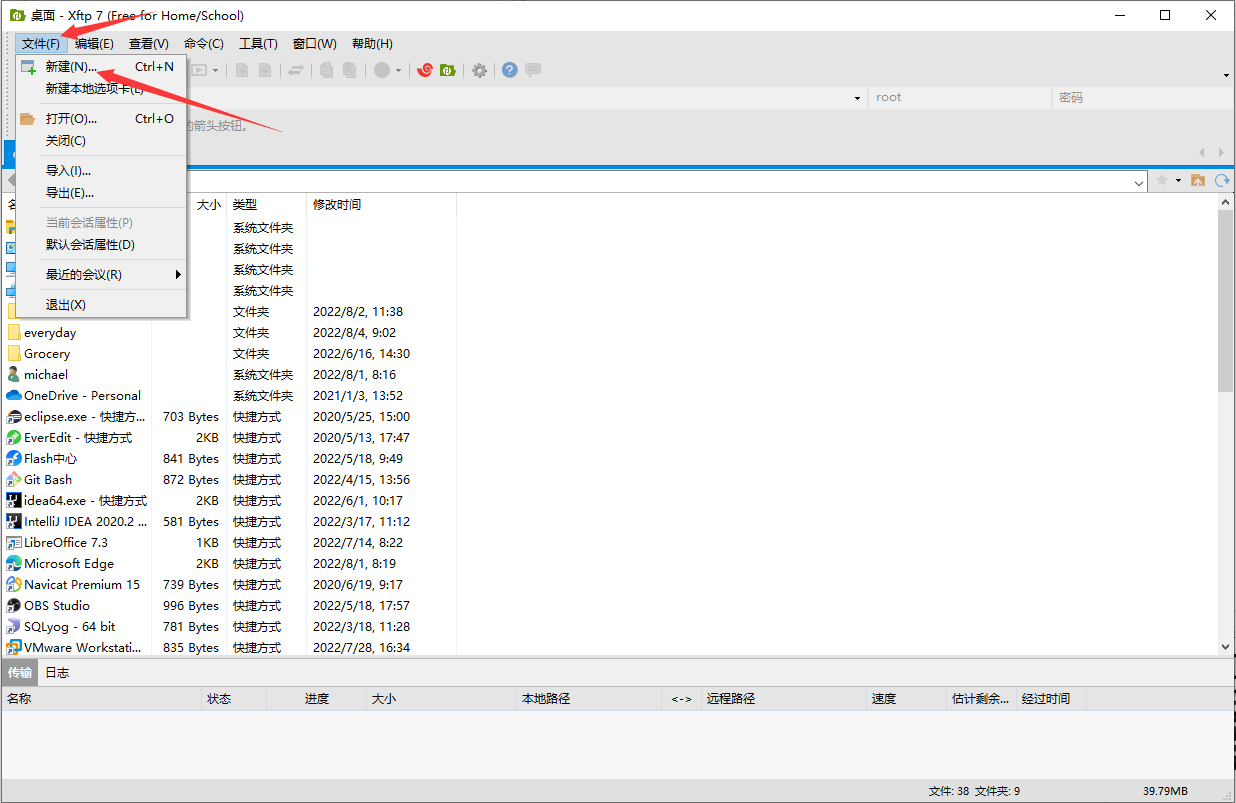 桌面 - Xftp 7 (Free for Home/School)
文件(F) 编辑(E) 查看(V) 命令(C) 工具(T) 窗口(W) 帮助(H)
新建(N)... Ctrl+N
新建本地选项卡(L)
root 密码
打开(O)... Ctrl+O
的箭头按钮。
关闭(C)
导入(I)...
导出(E)...
大小 类型 修改时间
当前会话属性(P)
系统文件夹
默认会话属性(D)
系统文件夹
最近的会议(R)
系统文件夹
系统文件夹
退出(X)
文件夹 2022/8/2, 11:38
everyday 文件夹 2022/8/4, 9:02
Grocery 文件夹 2022/6/16, 14:30
michael 系统文件夹 2022/8/1, 8:16
OneDrive - Personal 系统文件夹 2021/1/3, 13:52
eclipse.exe - 快捷方... 703 Bytes 快捷方式 2020/5/25, 15:00
EverEdit - 快捷方式 2KB 快捷方式 2020/5/13, 17:47
Flash中心 841 Bytes 快捷方式 2022/5/18, 9:49
Git Bash 872 Bytes 快捷方式 2022/4/15, 13:56
idea64.exe - 快捷方式 2KB 快捷方式 2022/6/1, 10:17
IntelliJ IDEA 2020.2 ... 581 Bytes 快捷方式 2022/3/17, 11:12
LibreOffice 7.3 1KB 快捷方式 2022/7/14, 8:22
Microsoft Edge 2KB 快捷方式 2022/8/1, 8:19
Navicat Premium 15 739 Bytes 快捷方式 2020/6/19, 9:17
OBS Studio 996 Bytes 快捷方式 2022/5/18, 17:57
SQLyog - 64 bit 781 Bytes 快捷方式 2022/3/18, 11:28
VMware Workstati... 835 Bytes 快捷方式 2022/7/28, 16:34
传输 日志
名称 状态 进度 大小 本地路径 <-> 远程路径 速度 估计剩余... 经过时间
文件: 38 文件夹: 9 39.79MB